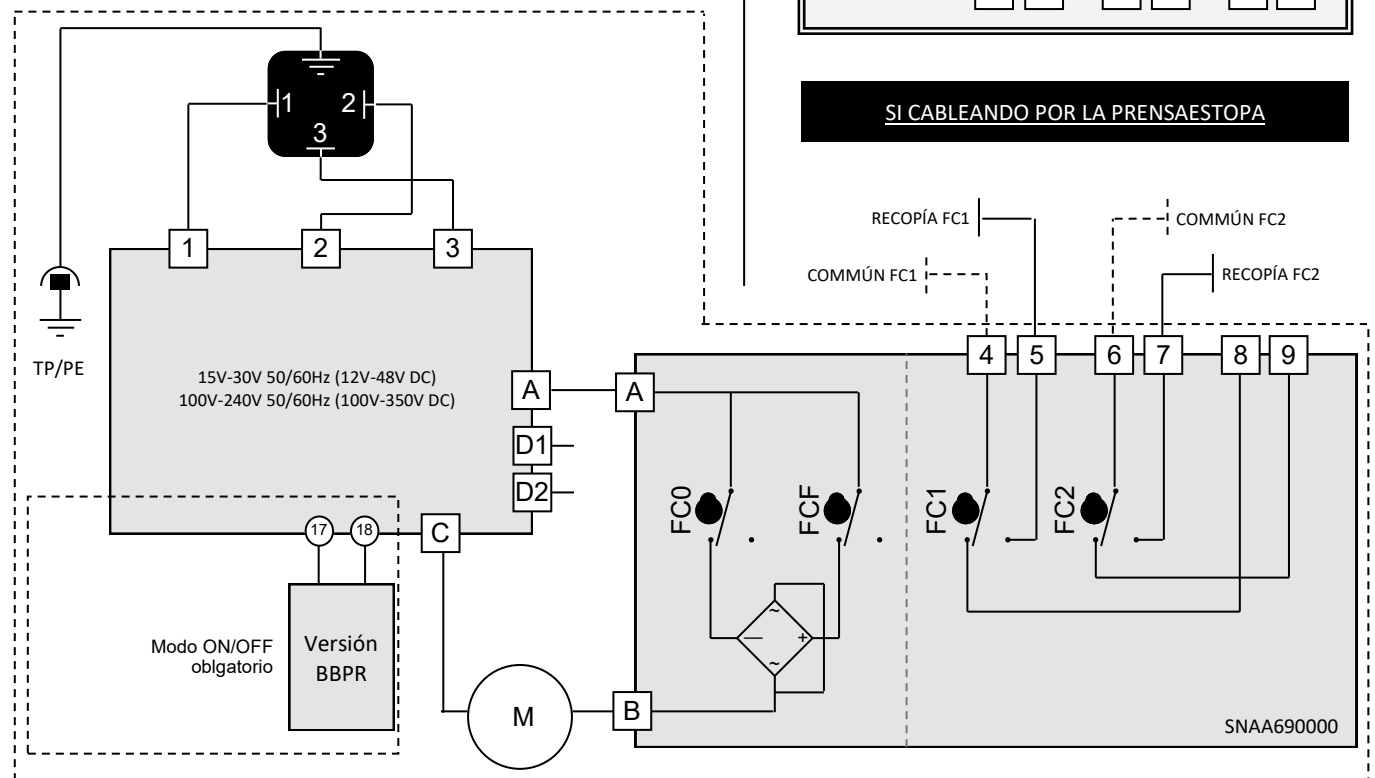 1 2
3
SI CABLEANDO POR LA PRENSAESTOPA
RECOPÍA FC1
COMMÚN FC2
COMMÚN FC1
RECOPÍA FC2
1 2 3
TP/PE
15V-30V 50/60Hz (12V-48V DC)
100V-240V 50/60Hz (100V-350V DC)
A
D1
D2
C
17 18
Modo ON/OFF
oblgatorio
Versión
BBPR
M
4 5 6 7 8 9
A
FC0
FCF
FC1
FC2
~
— +
~
B
SNAA690000